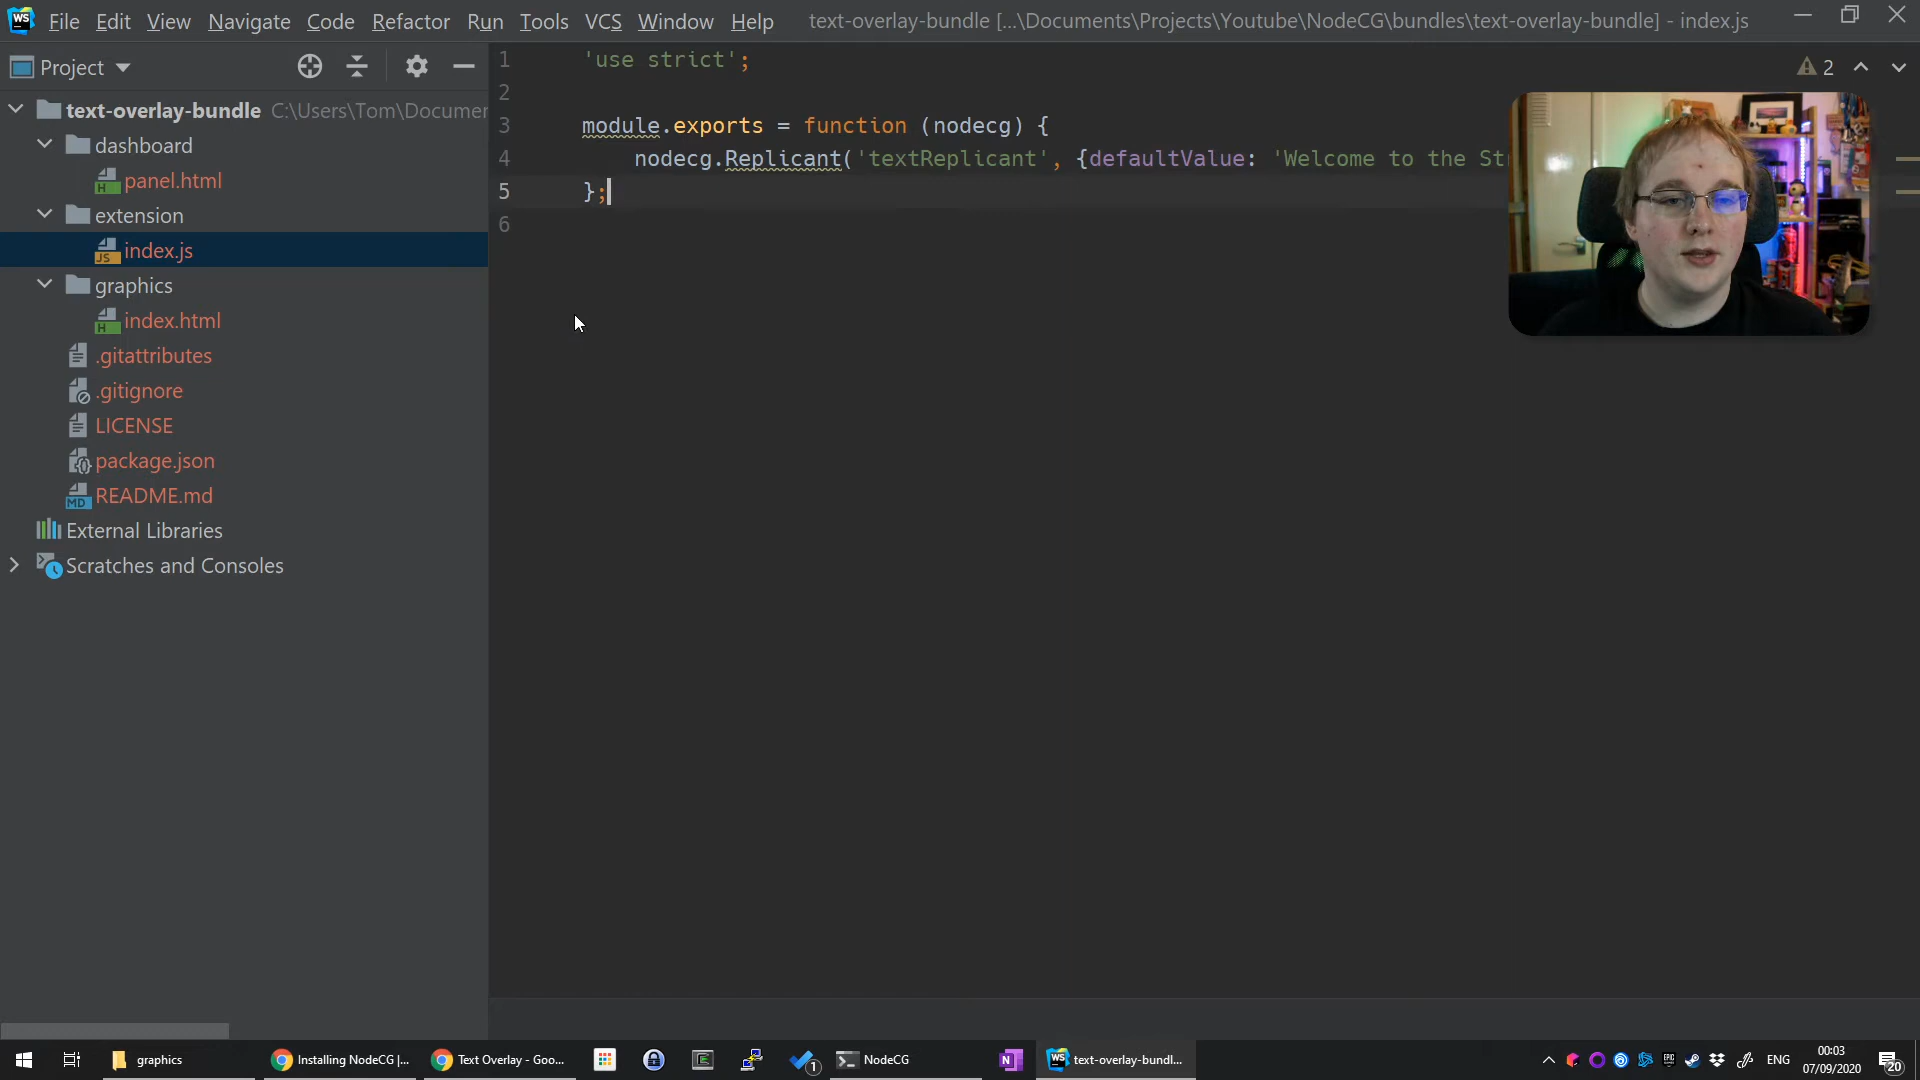 WS File Edit View Navigate Code Refactor Run Tools VCS Window Help text-overlay-bundle [...\Documents\Projects\Youtube\NodeCG\bundles\text-overlay-bundle] - index.js
Project
text-overlay-bundle C:\Users\Tom\Documen
dashboard
panel.html
extension
index.js
graphics
index.html
.gitattributes
.gitignore
LICENSE
package.json
README.md
External Libraries
Scratches and Consoles
2
1 'use strict';
2
3 module.exports = function (nodecg) {
4 nodecg.Replicant('textReplicant', {defaultValue: 'Welcome to the St
5 };
6
graphics Installing NodeCG |... Text Overlay - Goo... 1 NodeCG N WS text-overlay-bundl... ENG 00:03
07/09/2020 20